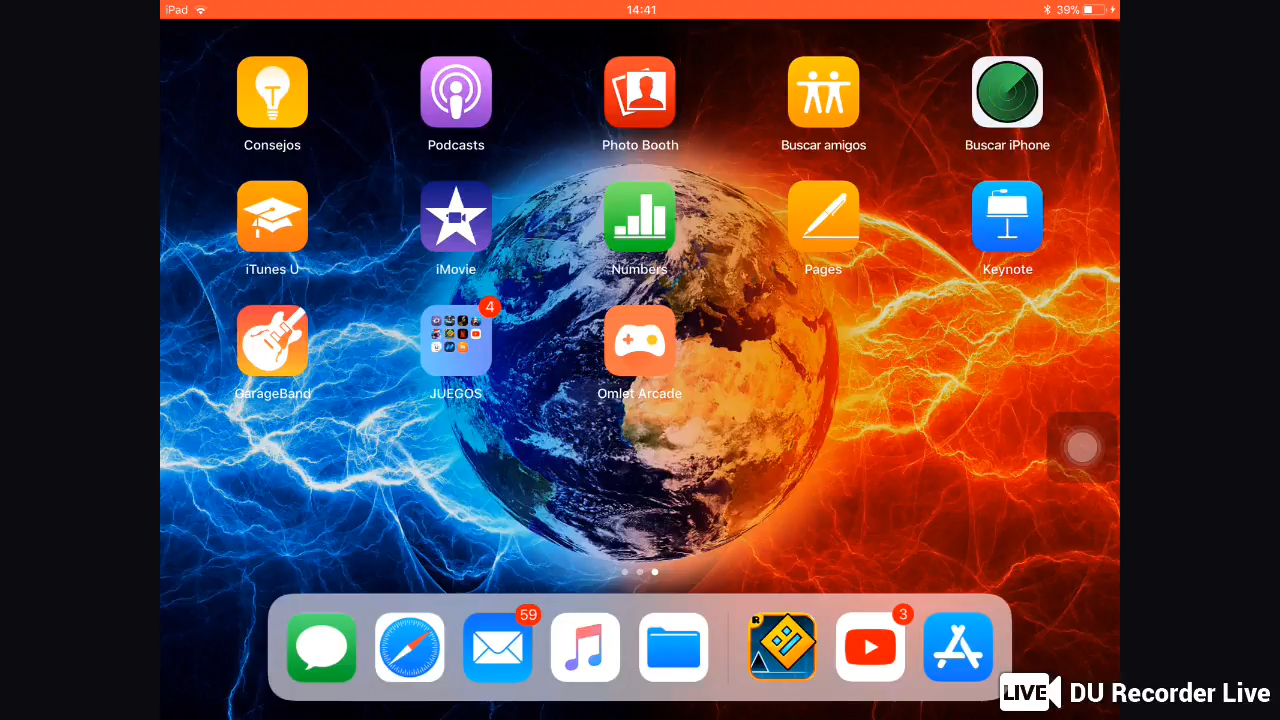 iPad 14:41 39%
Consejos Podcasts Photo Booth Buscar amigos Buscar iPhone
iTunes U iMovie Numbers Pages Keynote
4
GarageBand JUEGOS Omlet Arcade
59 3
R
LIVE DU Recorder Live